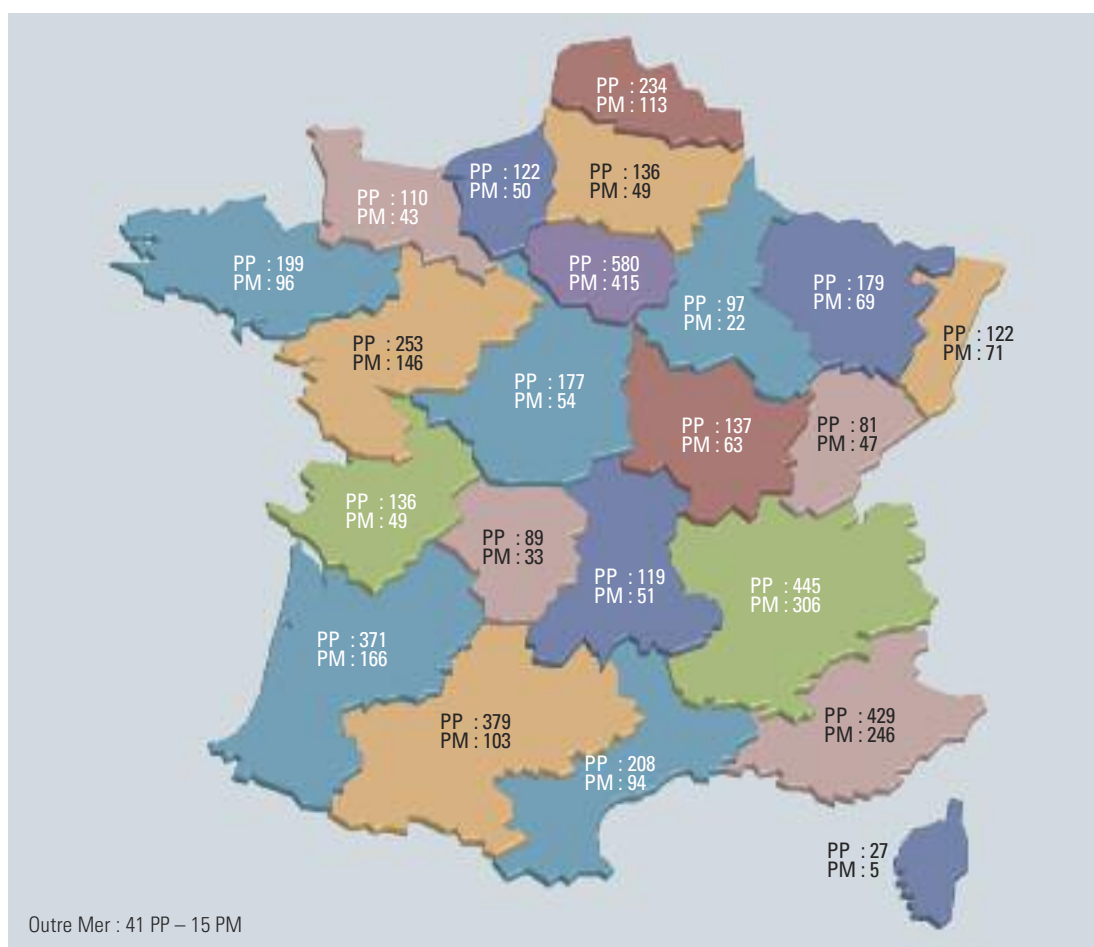 PP : 234
PM : 113
PP : 136
PM : 49
PP : 122
PM : 50
PP : 110
PM : 43
PP : 199
PM : 96
PP : 580
PM : 415
PP : 97
PM : 22
PP : 179
PM : 69
PP : 122
PM : 71
PP : 253
PM : 146
PP : 177
PM : 54
PP : 137
PM : 63
PP : 81
PM : 47
PP : 136
PM : 49
PP : 89
PM : 33
PP : 119
PM : 51
PP : 445
PM : 306
PP : 371
PM : 166
PP : 379
PM : 103
PP : 208
PM : 94
PP : 429
PM : 246
PP : 27
PM : 5
Outre Mer : 41 PP – 15 PM